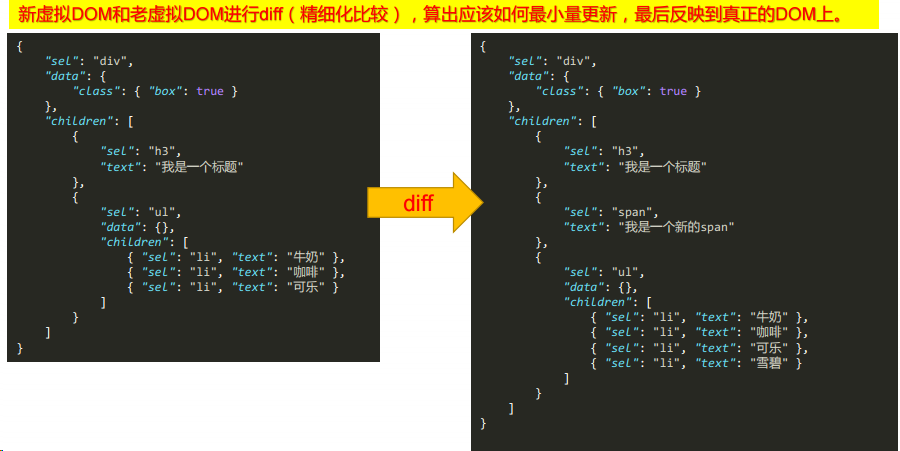 新虚拟DOM和老虚拟DOM进行diff（精细化比较），算出应该如何最小量更新，最后反映到真正的DOM上。
{
"sel": "div",
"data": {
"class": { "box": true }
},
"children": [
{
"sel": "h3",
"text": "我是一个标题"
},
{
"sel": "ul",
"data": {},
"children": [
{ "sel": "li", "text": "牛奶" },
{ "sel": "li", "text": "咖啡" },
{ "sel": "li", "text": "可乐" }
]
}
]
}
diff
{
"sel": "div",
"data": {
"class": { "box": true }
},
"children": [
{
"sel": "h3",
"text": "我是一个标题"
},
{
"sel": "span",
"text": "我是一个新的span"
},
{
"sel": "ul",
"data": {},
"children": [
{ "sel": "li", "text": "牛奶" },
{ "sel": "li", "text": "咖啡" },
{ "sel": "li", "text": "可乐" },
{ "sel": "li", "text": "雪碧" }
]
}
]
}